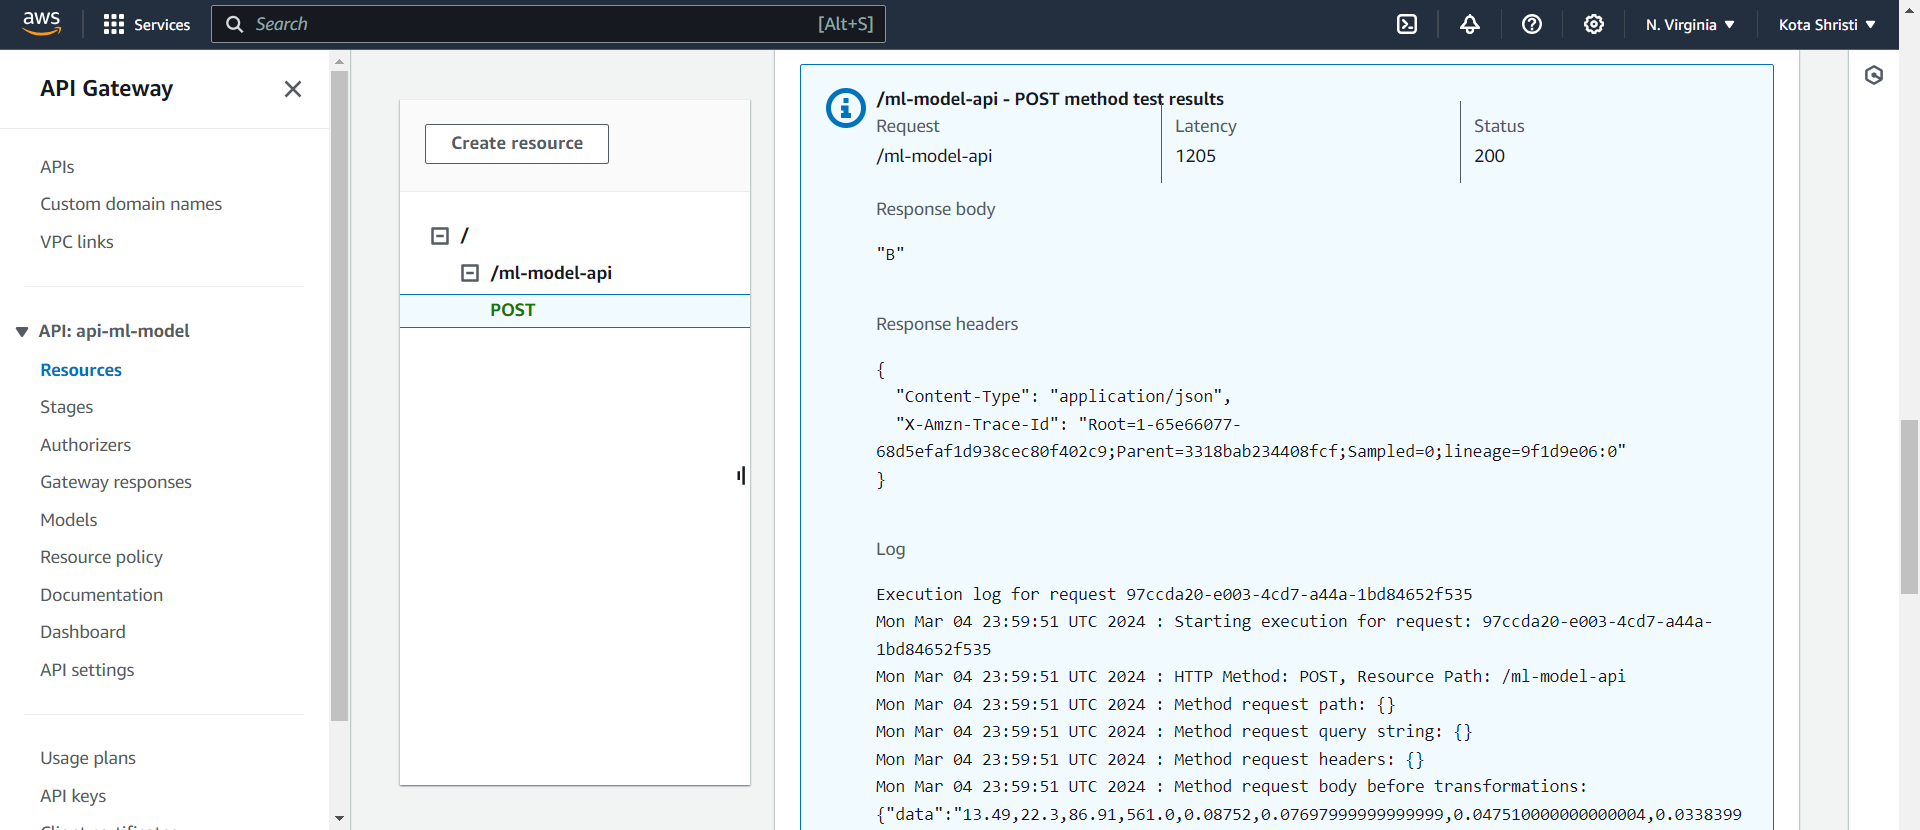 aws
Services
Search
[Alt+S]
N. Virginia
Kota Shristi
API Gateway
APIs
Custom domain names
VPC links
API: api-ml-model
Resources
Stages
Authorizers
Gateway responses
Models
Resource policy
Documentation
Dashboard
API settings
Usage plans
API keys
Client certificates
Create resource
/
/ml-model-api
POST
/ml-model-api - POST method test results
Request
/ml-model-api
Latency
1205
Status
200
Response body
"B"
Response headers
{
"Content-Type": "application/json",
"X-Amzn-Trace-Id": "Root=1-65e66077-
68d5efaf1d938cec80f402c9;Parent=3318bab234408fcf;Sampled=0;lineage=9f1d9e06:0"
}
Log
Execution log for request 97ccda20-e003-4cd7-a44a-1bd84652f535
Mon Mar 04 23:59:51 UTC 2024 : Starting execution for request: 97ccda20-e003-4cd7-a44a-
1bd84652f535
Mon Mar 04 23:59:51 UTC 2024 : HTTP Method: POST, Resource Path: /ml-model-api
Mon Mar 04 23:59:51 UTC 2024 : Method request path: {}
Mon Mar 04 23:59:51 UTC 2024 : Method request query string: {}
Mon Mar 04 23:59:51 UTC 2024 : Method request headers: {}
Mon Mar 04 23:59:51 UTC 2024 : Method request body before transformations:
{"data":"13.49,22.3,86.91,561.0,0.08752,0.07697999999999999,0.047510000000000004,0.0338399